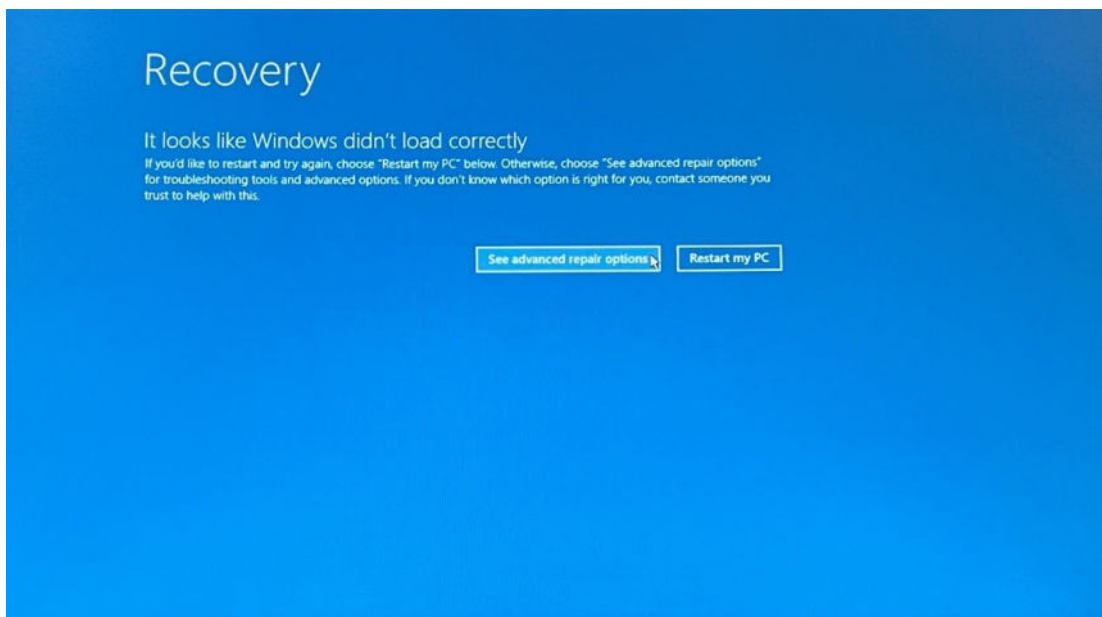 Recovery
It looks like Windows didn't load correctly
If you'd like to restart and try again, choose "Restart my PC" below. Otherwise, choose "See advanced repair options"
for troubleshooting tools and advanced options. If you don't know which option is right for you, contact someone you
trust to help with this.
See advanced repair options Restart my PC